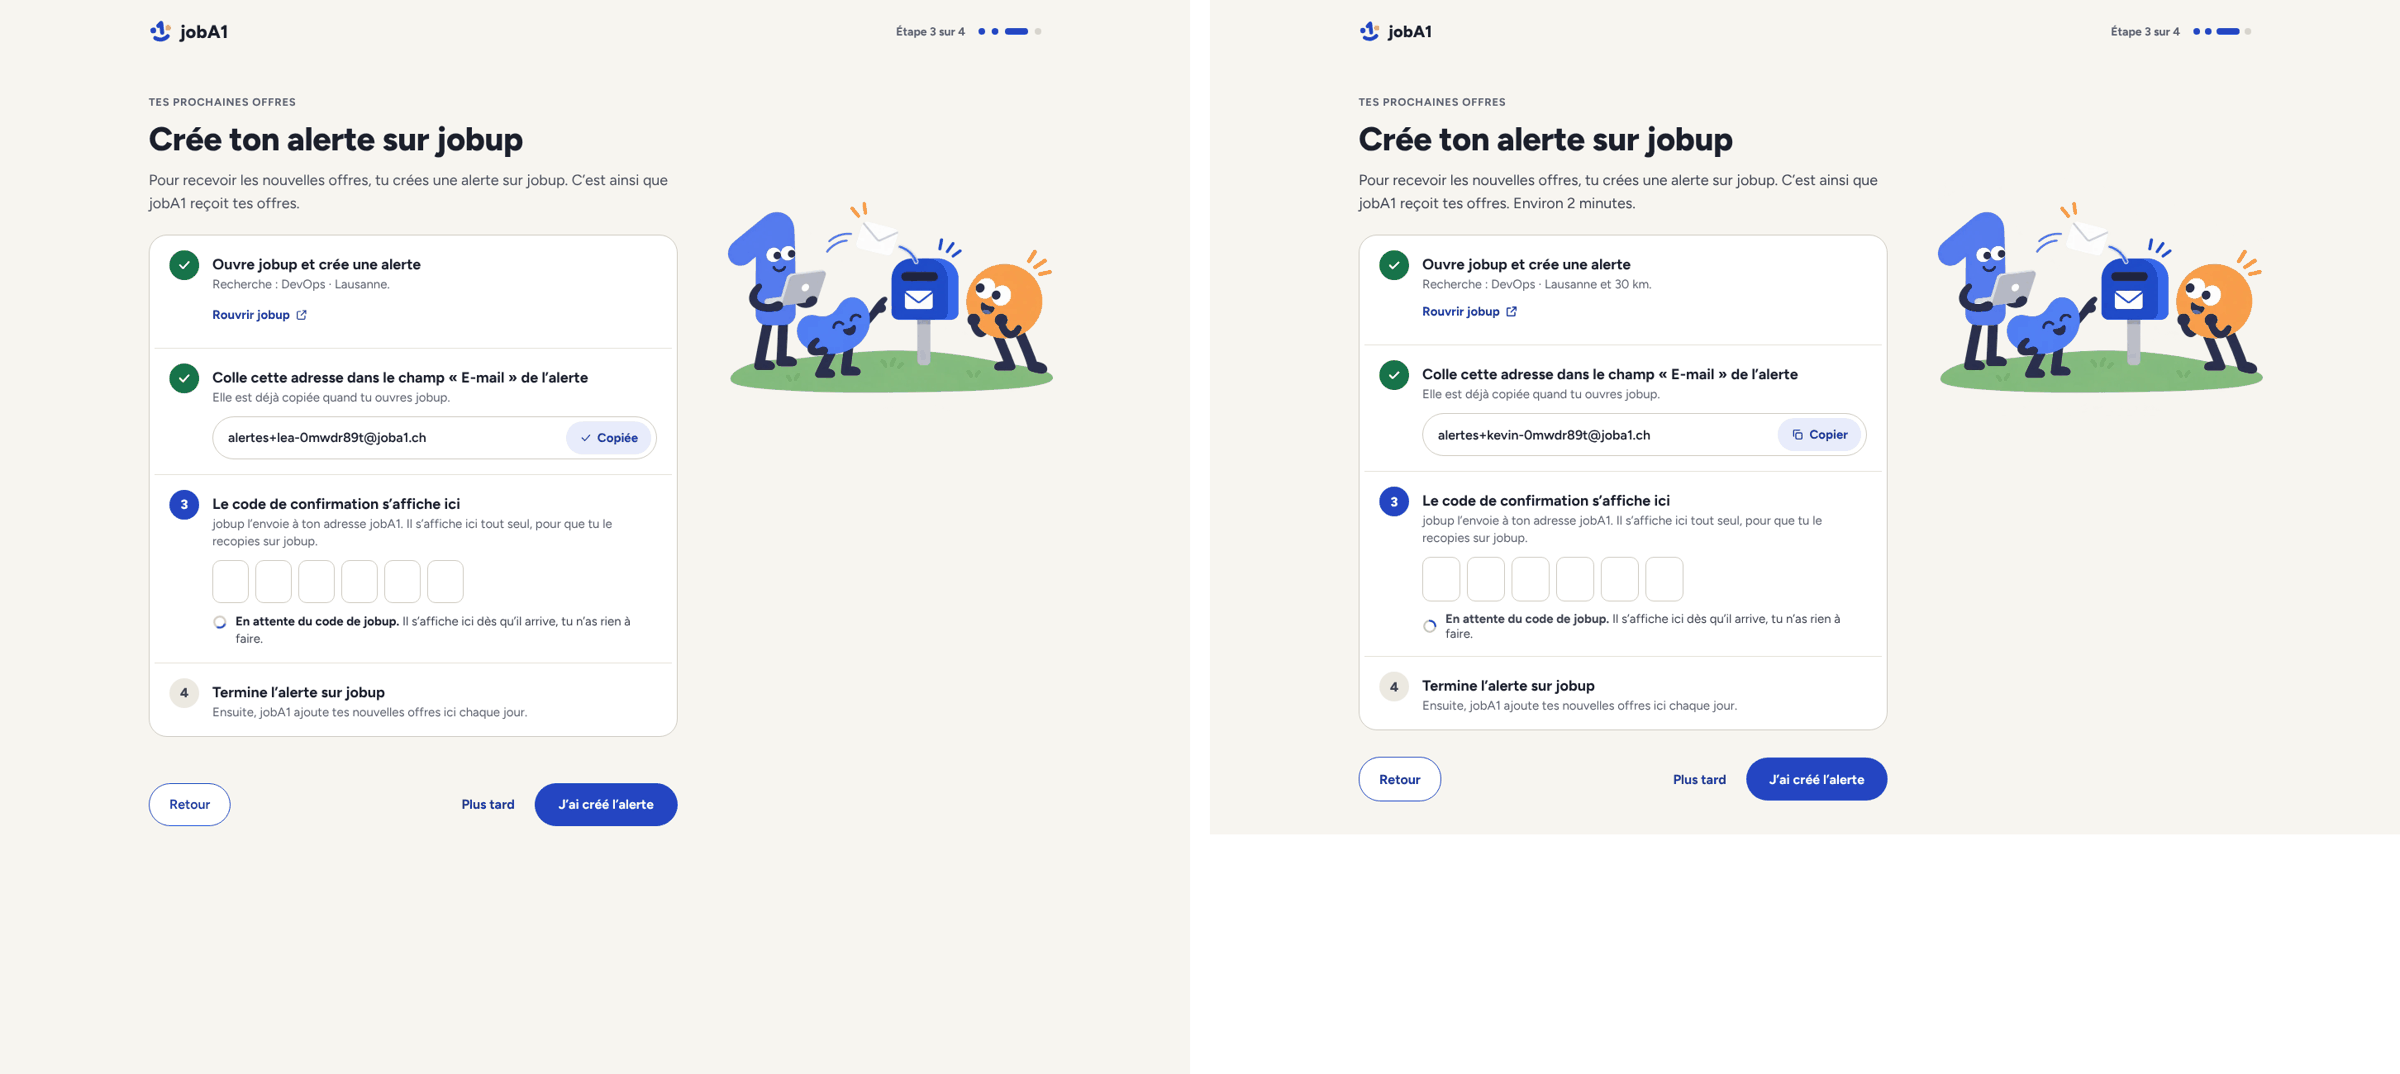 jobA1
Étape 3 sur 4
TES PROCHAINES OFFRES
Crée ton alerte sur jobup
Pour recevoir les nouvelles offres, tu crées une alerte sur jobup. C’est ainsi que
jobA1 reçoit tes offres.
Ouvre jobup et crée une alerte
Recherche : DevOps · Lausanne.
Rouvrir jobup
Colle cette adresse dans le champ « E-mail » de l’alerte
Elle est déjà copiée quand tu ouvres jobup.
alertes+lea-0mwdr89t@joba1.ch
Copiée
3
Le code de confirmation s’affiche ici
jobup l’envoie à ton adresse jobA1. Il s’affiche ici tout seul, pour que tu le
recopies sur jobup.
En attente du code de jobup. Il s’affiche ici dès qu’il arrive, tu n’as rien à
faire.
4
Termine l’alerte sur jobup
Ensuite, jobA1 ajoute tes nouvelles offres ici chaque jour.
Retour
Plus tard
J’ai créé l’alerte
jobA1
Étape 3 sur 4
TES PROCHAINES OFFRES
Crée ton alerte sur jobup
Pour recevoir les nouvelles offres, tu crées une alerte sur jobup. C’est ainsi que
jobA1 reçoit tes offres. Environ 2 minutes.
Ouvre jobup et crée une alerte
Recherche : DevOps · Lausanne et 30 km.
Rouvrir jobup
Colle cette adresse dans le champ « E-mail » de l’alerte
Elle est déjà copiée quand tu ouvres jobup.
alertes+kevin-0mwdr89t@joba1.ch
Copier
3
Le code de confirmation s’affiche ici
jobup l’envoie à ton adresse jobA1. Il s’affiche ici tout seul, pour que tu le
recopies sur jobup.
En attente du code de jobup. Il s’affiche ici dès qu’il arrive, tu n’as rien à
faire.
4
Termine l’alerte sur jobup
Ensuite, jobA1 ajoute tes nouvelles offres ici chaque jour.
Retour
Plus tard
J’ai créé l’alerte